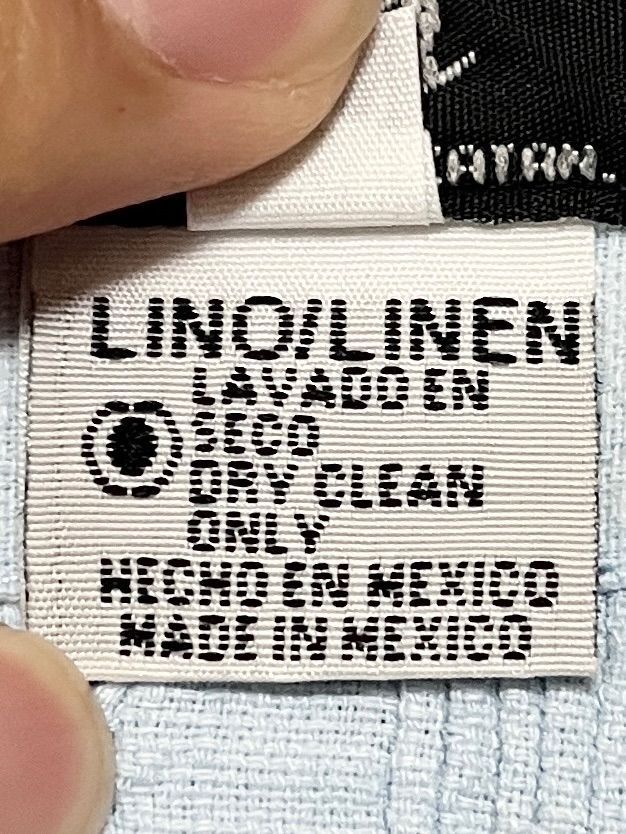 LINO/LINEN
LAVADO EN
SECO
DRY CLEAN
ONLY
HECHO EN MEXICO
MADE IN MEXICO